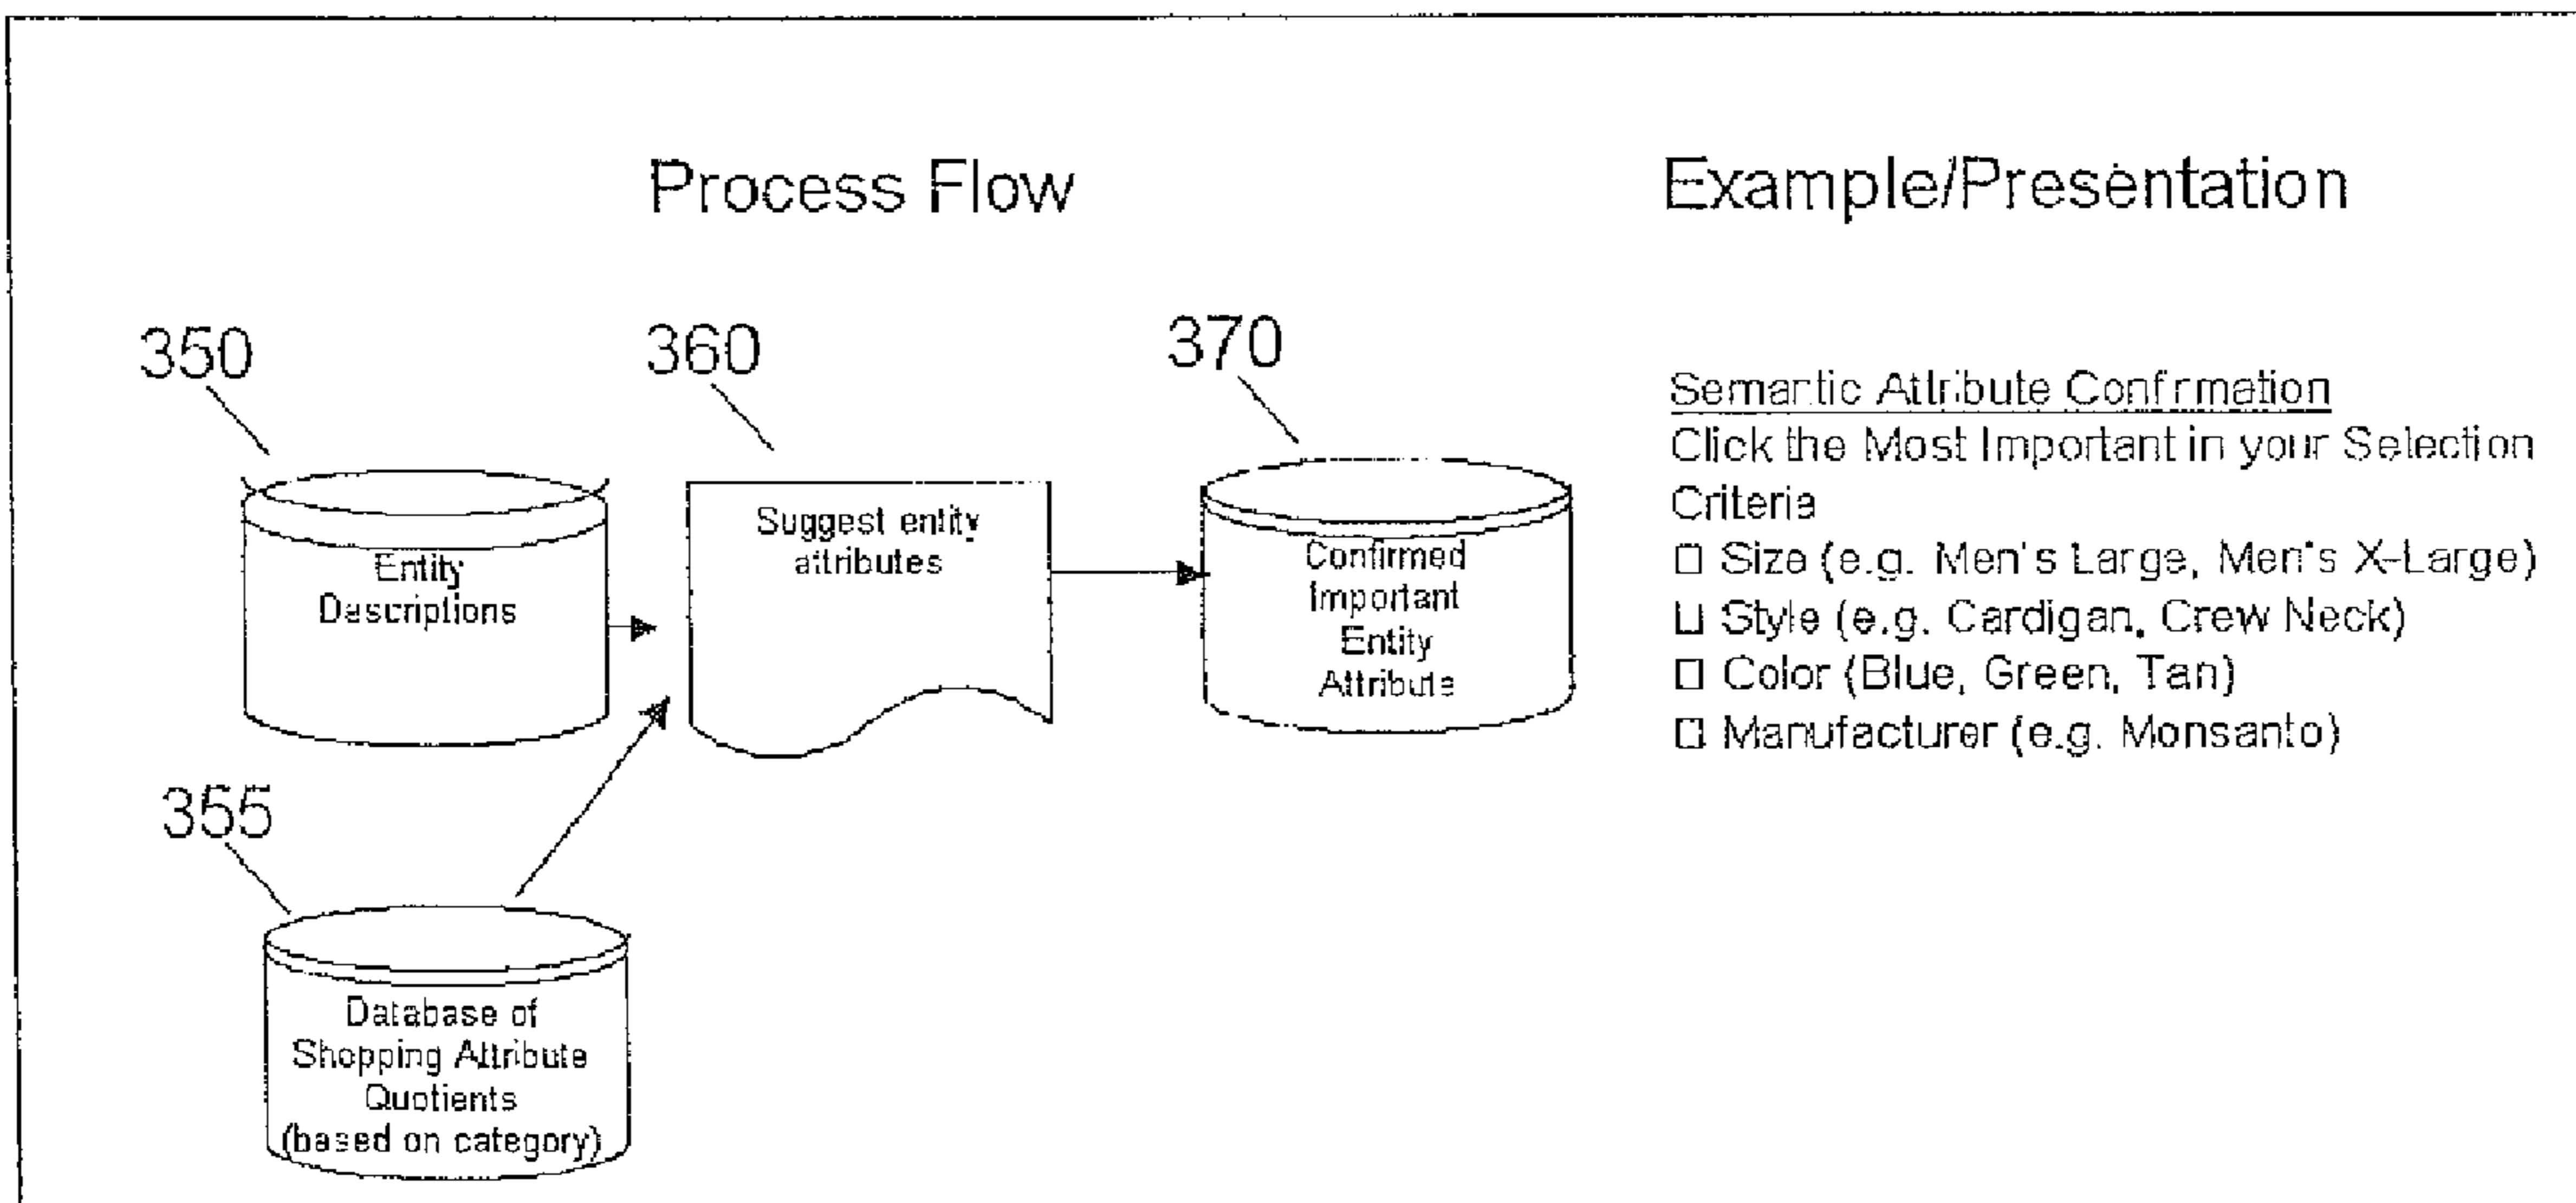 Process Flow
Example/Presentation
350
360
370
Entity
Descriptions
Suggest entity
attributes
Confirmed
Important
Entity
Attribute
355
Database of
Shopping Attribute
Quotients
(based on category)
Semantic Attribute Confirmation
Click the Most Important in your Selection
Criteria
Size (e.g. Men's Large, Men's X-Large)
Style (e.g. Cardigan, Crew Neck)
Color (Blue, Green, Tan)
Manufacturer (e.g. Monsanto)